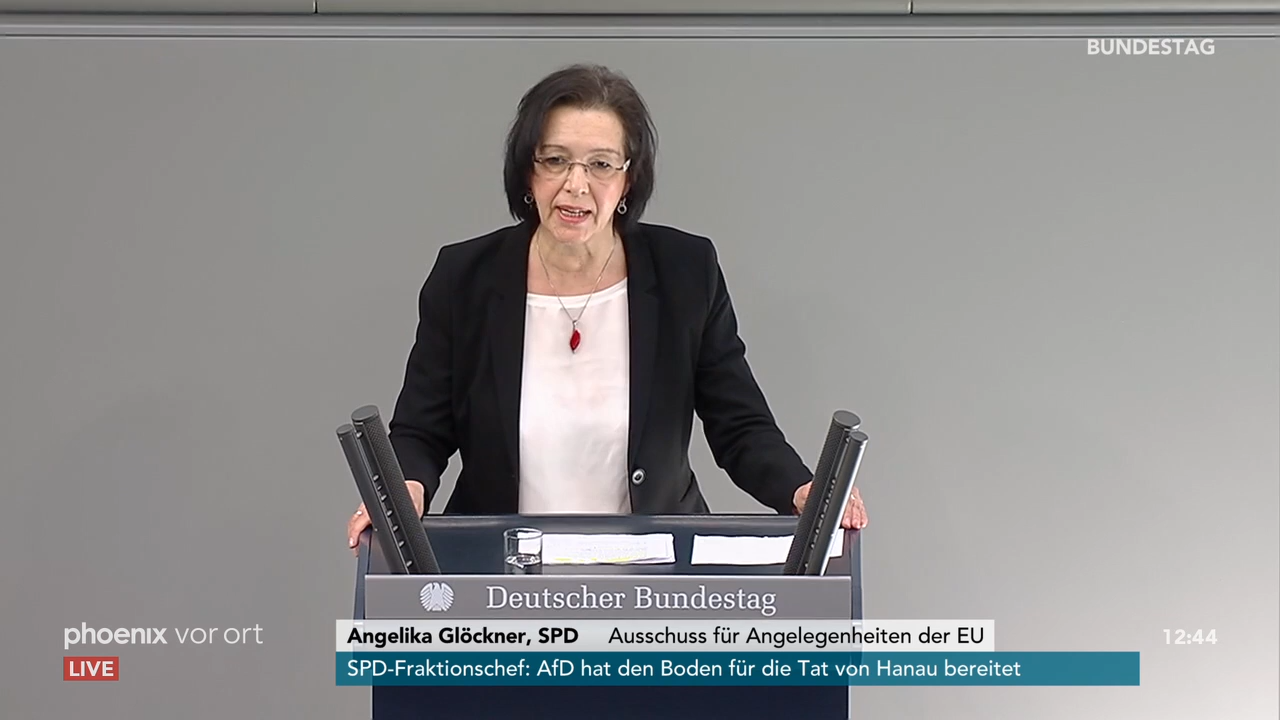 BUNDESTAG
Deutscher Bundestag
phoenix vor ort
Angelika Glöckner, SPD Ausschuss für Angelegenheiten der EU
12:44
LIVE
SPD-Fraktionschef: AfD hat den Boden für die Tat von Hanau bereitet